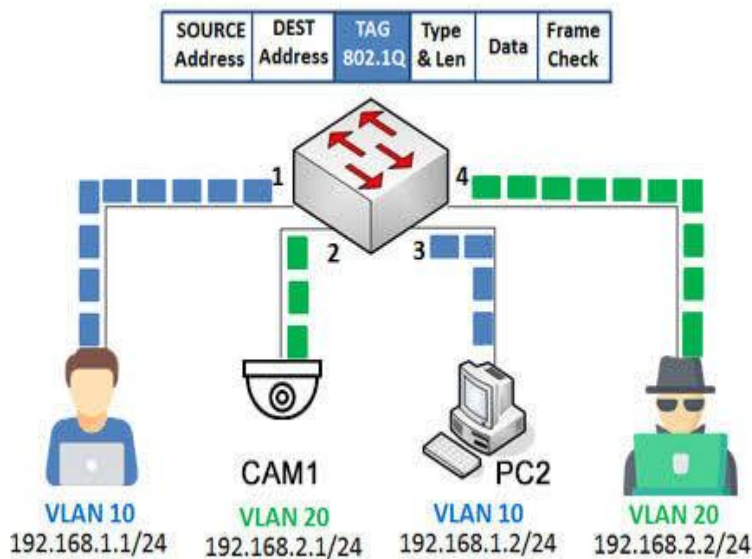 SOURCE Address
DEST Address
TAG 802.1Q
Type & Len
Data
Frame Check
1
4
2
3
CAM1
PC2
VLAN 10
192.168.1.1/24
VLAN 20
192.168.2.1/24
VLAN 10
192.168.1.2/24
VLAN 20
192.168.2.2/24